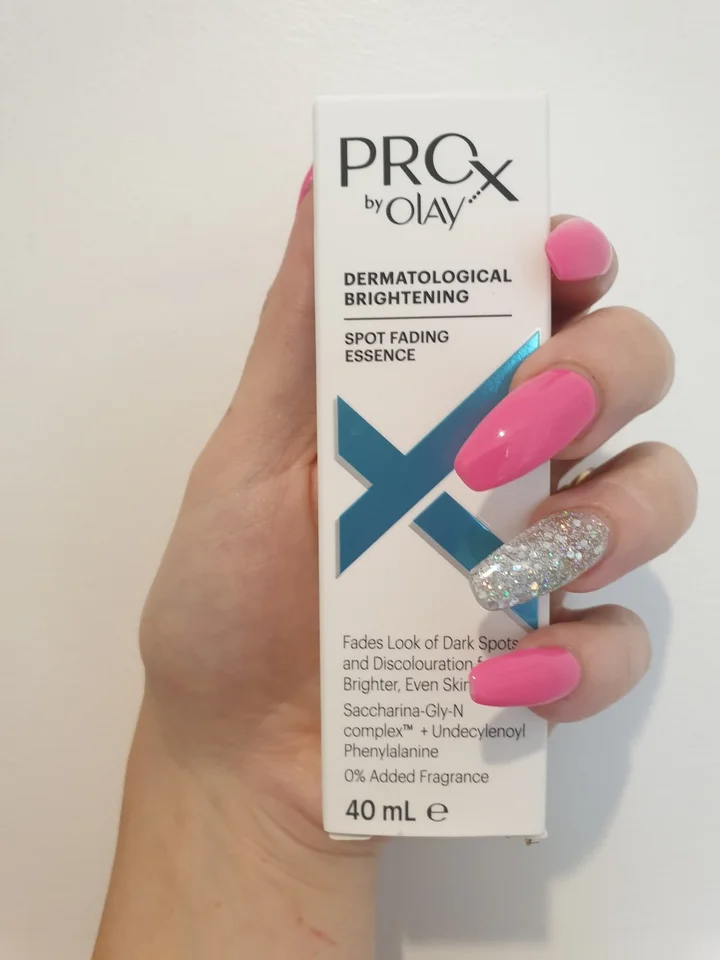 PROX
by OLAY
DERMATOLOGICAL
BRIGHTENING
SPOT FADING
ESSENCE
Fades Look of Dark Spots
and Discolouration
Brighter, Even
Saccharina-Gly-N
complex™ + Undecylenoyl
Phenylalanine
0% Added Fragrance
40 mL ℮